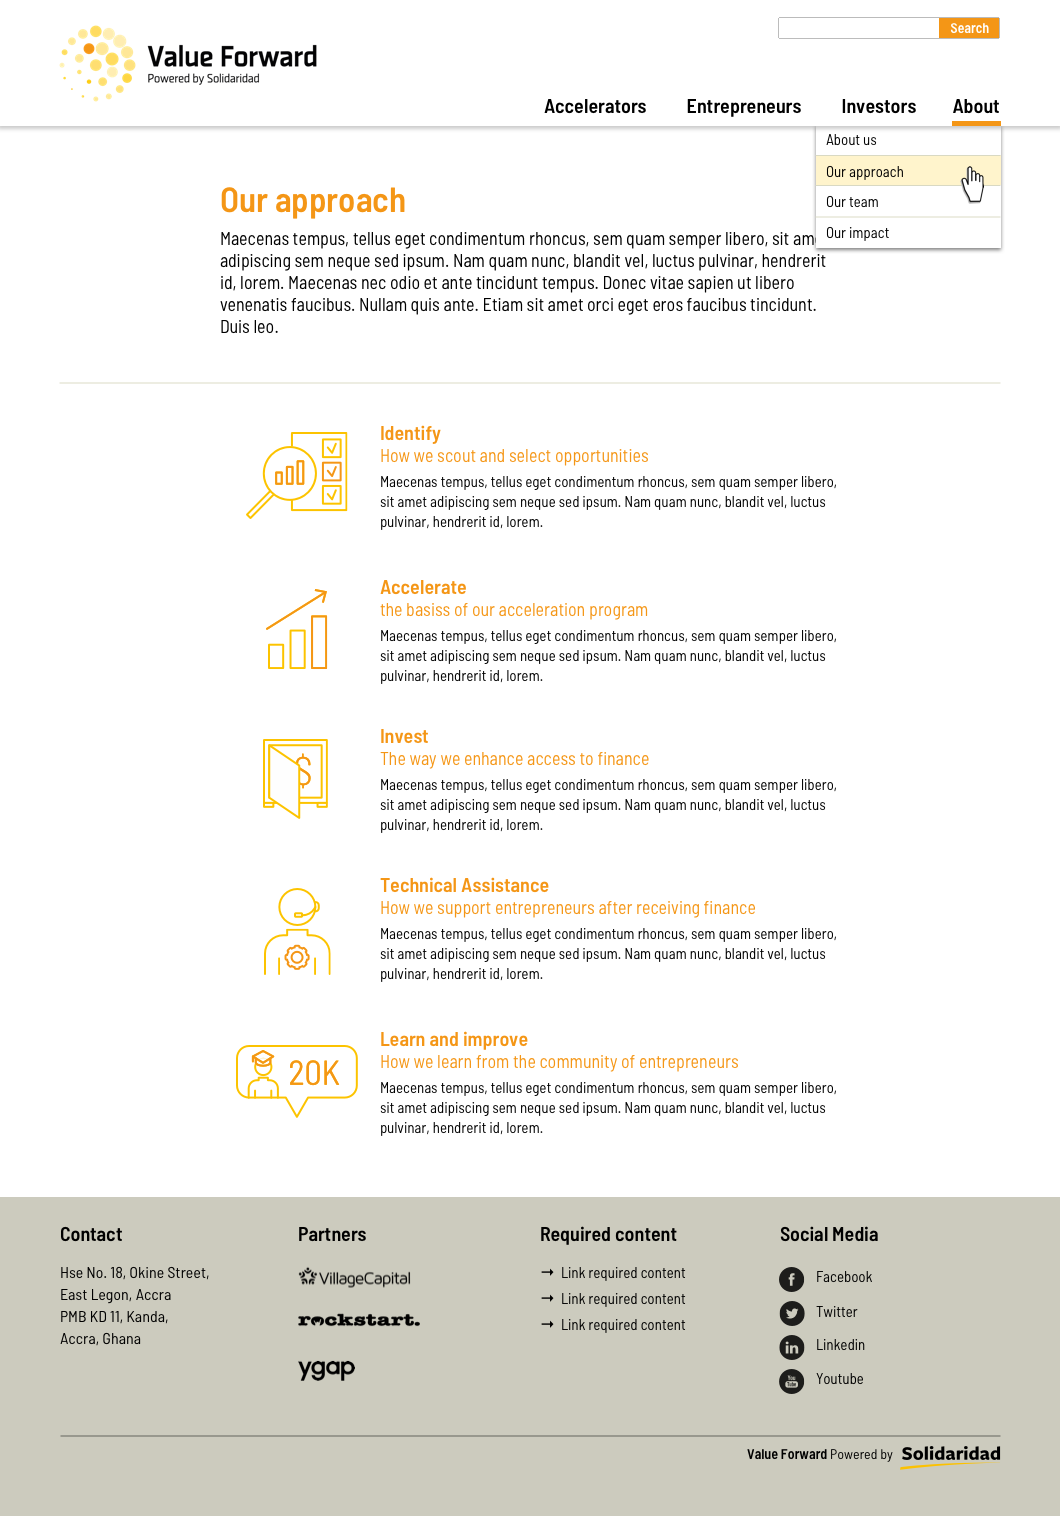 Search
Value Forward
Powered by Solidaridad
Accelerators
Entrepreneurs
Investors
About
About us
Our approach
Our team
Our impact
Our approach
Maecenas tempus, tellus eget condimentum rhoncus, sem quam semper libero, sit am
adipiscing sem neque sed ipsum. Nam quam nunc, blandit vel, luctus pulvinar, hendrerit
id, lorem. Maecenas nec odio et ante tincidunt tempus. Donec vitae sapien ut libero
venenatis faucibus. Nullam quis ante. Etiam sit amet orci eget eros faucibus tincidunt.
Duis leo.
Identify
How we scout and select opportunities
Maecenas tempus, tellus eget condimentum rhoncus, sem quam semper libero,
sit amet adipiscing sem neque sed ipsum. Nam quam nunc, blandit vel, luctus
pulvinar, hendrerit id, lorem.
Accelerate
the basiss of our acceleration program
Maecenas tempus, tellus eget condimentum rhoncus, sem quam semper libero,
sit amet adipiscing sem neque sed ipsum. Nam quam nunc, blandit vel, luctus
pulvinar, hendrerit id, lorem.
$
Invest
The way we enhance access to finance
Maecenas tempus, tellus eget condimentum rhoncus, sem quam semper libero,
sit amet adipiscing sem neque sed ipsum. Nam quam nunc, blandit vel, luctus
pulvinar, hendrerit id, lorem.
Technical Assistance
How we support entrepreneurs after receiving finance
Maecenas tempus, tellus eget condimentum rhoncus, sem quam semper libero,
sit amet adipiscing sem neque sed ipsum. Nam quam nunc, blandit vel, luctus
pulvinar, hendrerit id, lorem.
20K
Learn and improve
How we learn from the community of entrepreneurs
Maecenas tempus, tellus eget condimentum rhoncus, sem quam semper libero,
sit amet adipiscing sem neque sed ipsum. Nam quam nunc, blandit vel, luctus
pulvinar, hendrerit id, lorem.
Contact
Hse No. 18, Okine Street,
East Legon, Accra
PMB KD 11, Kanda,
Accra, Ghana
Partners
VillageCapital
rockstart.
ygap
Required content
→ Link required content
→ Link required content
→ Link required content
Social Media
f Facebook
Twitter
in Linkedin
You Tube Youtube
Value Forward Powered by Solidaridad